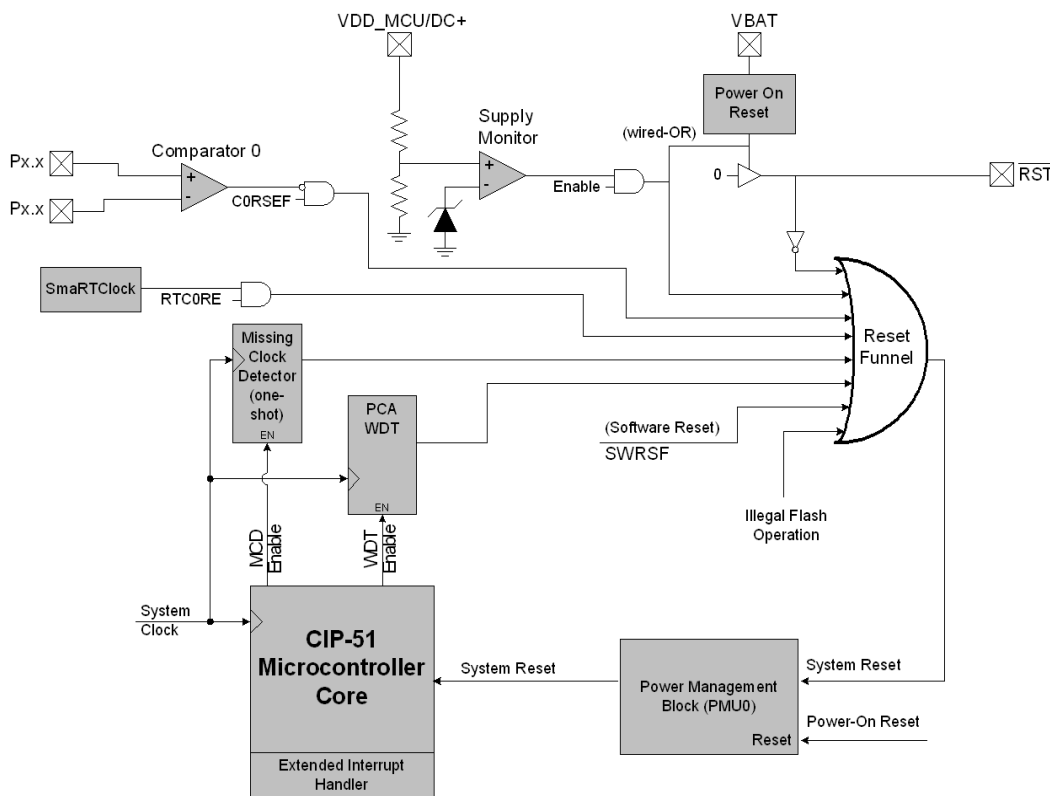 VDD_MCU/DC+
VBAT
Power On
Reset
Supply
Monitor
(wired-OR)
Comparator 0
Px.x
+
-
Px.x
C0RSEF
+
-
Enable
0
RST
SmaRTClock
RTC0RE
Missing
Clock
Detector
(one-
shot)
EN
PCA
WDT
EN
Reset
Funnel
(Software Reset)
SWRSF
Illegal Flash
Operation
MCD
Enable
WDT
Enable
System
Clock
CIP-51
Microcontroller
Core
Extended Interrupt
Handler
System Reset
Power Management
Block (PMU0)
Reset
System Reset
Power-On Reset